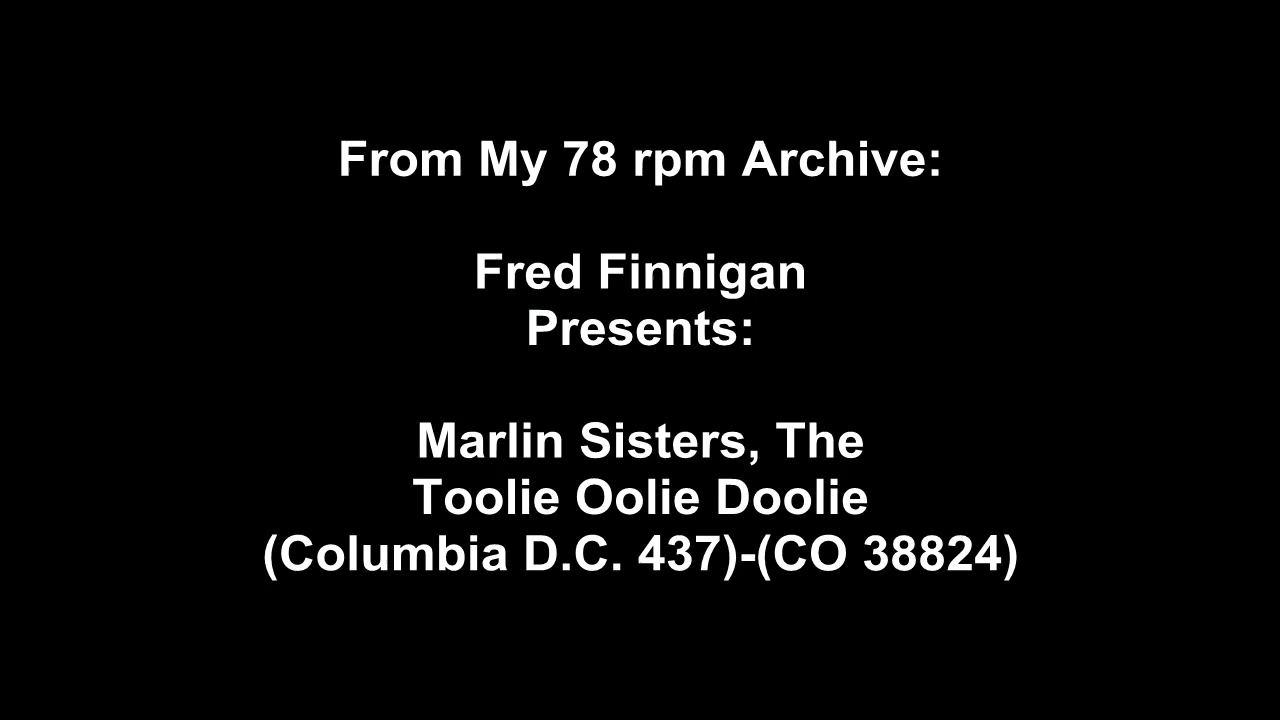 From My 78 rpm Archive:
Fred Finnigan
Presents:
Marlin Sisters, The
Toolie Oolie Doolie
(Columbia D.C. 437)-(CO 38824)